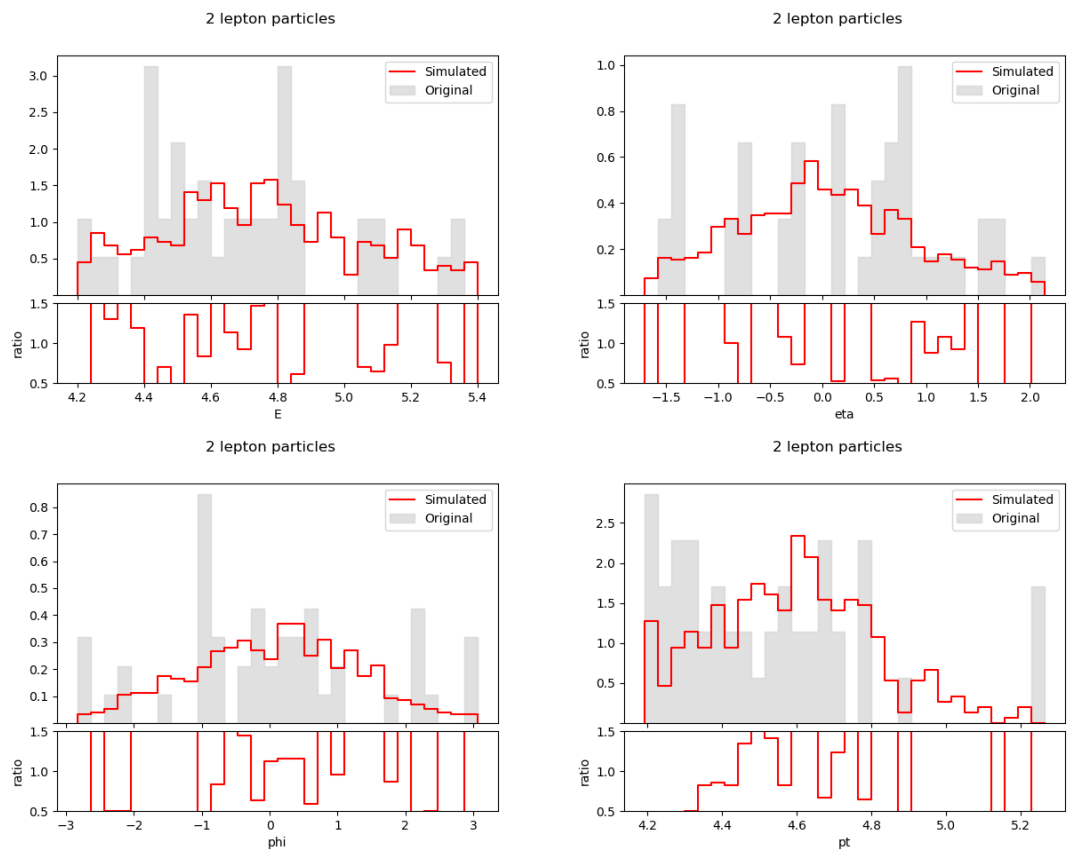 2 lepton particles
3.0
2.5
2.0
1.5
1.0
0.5
Simulated
Original
1.5
1.0
0.5
ratio
4.2 4.4 4.6 4.8 5.0 5.2 5.4
E
2 lepton particles
1.0
0.8
0.6
0.4
0.2
Simulated
Original
1.5
1.0
0.5
ratio
−1.5 −1.0 −0.5 0.0 0.5 1.0 1.5 2.0
eta
2 lepton particles
0.8
0.7
0.6
0.5
0.4
0.3
0.2
0.1
Simulated
Original
1.5
1.0
0.5
ratio
−3 −2 −1 0 1 2 3
phi
2 lepton particles
2.5
2.0
1.5
1.0
0.5
Simulated
Original
1.5
1.0
0.5
ratio
4.2 4.4 4.6 4.8 5.0 5.2
pt